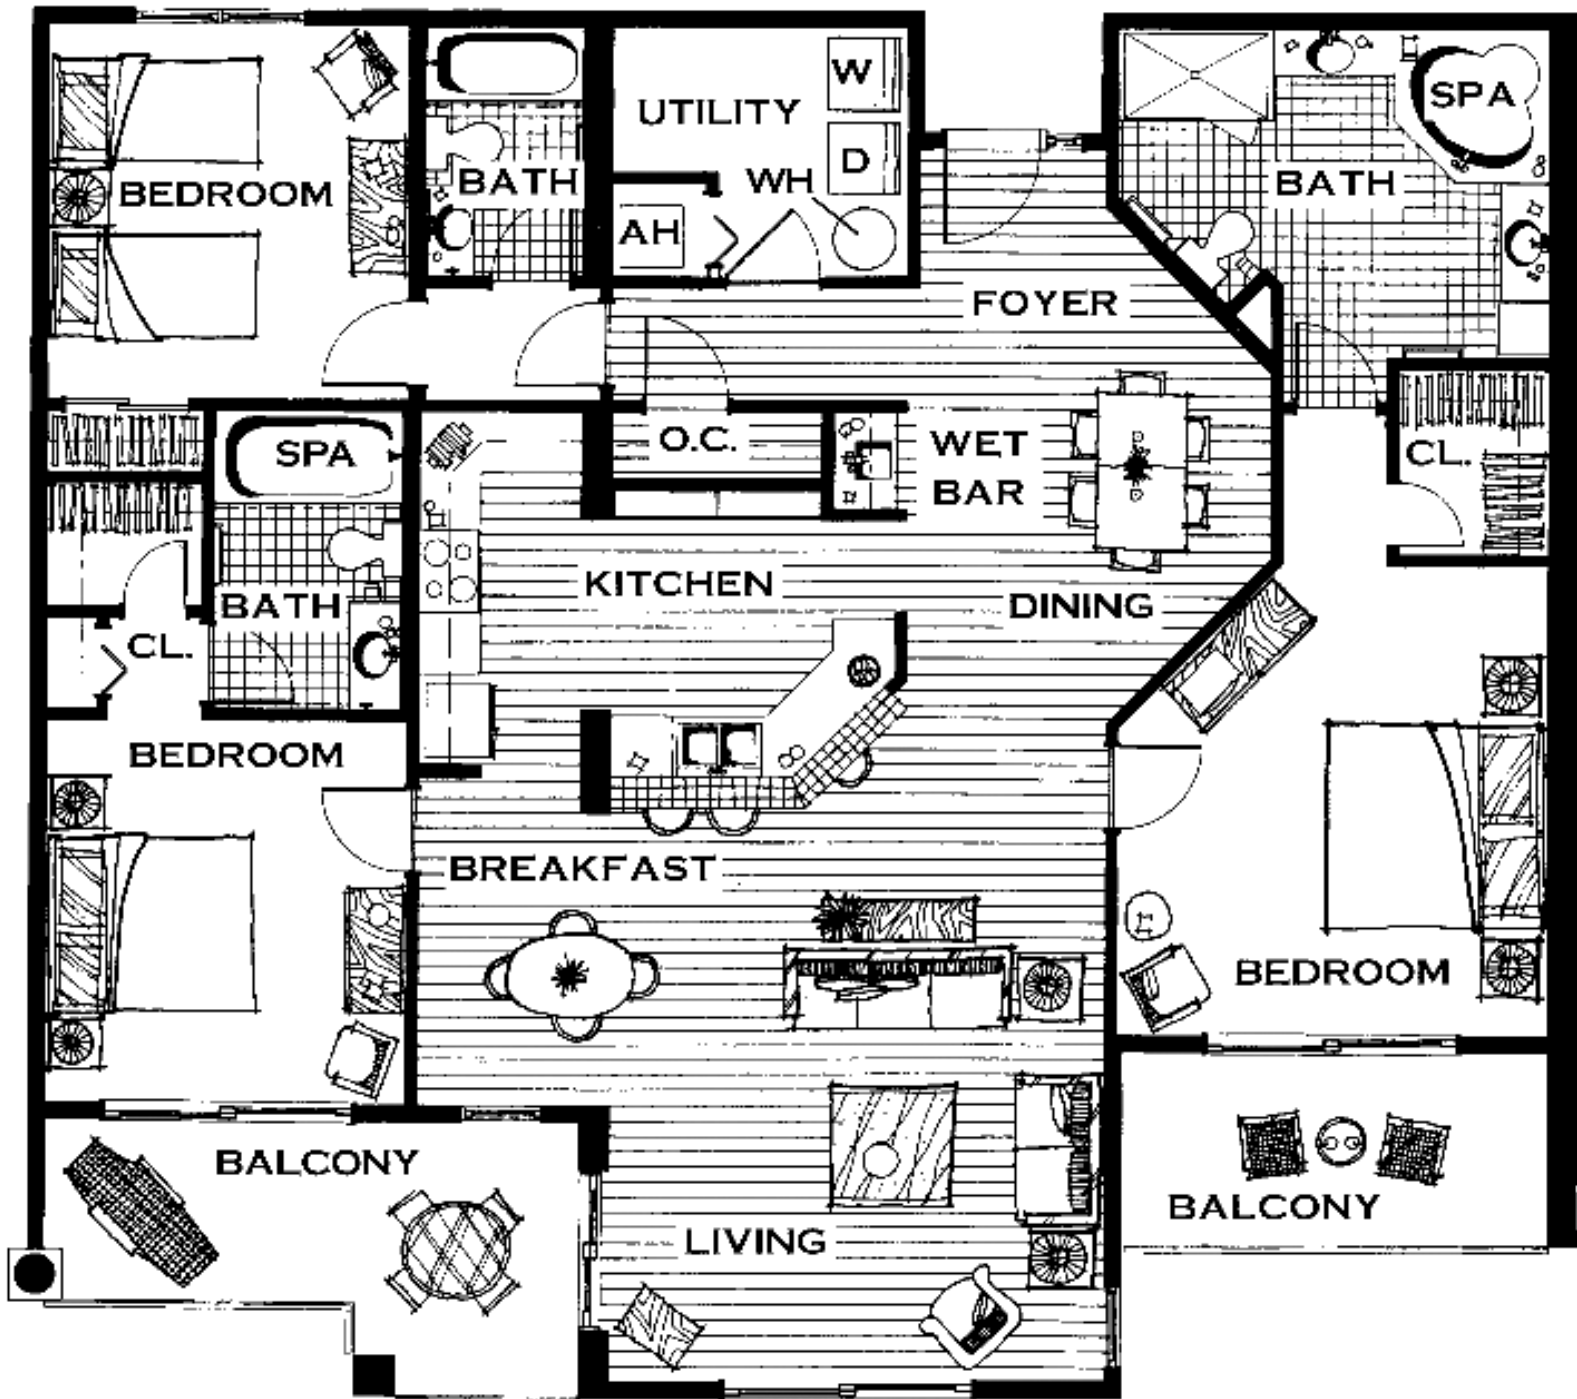 W
UTILITY
SPA
D
BEDROOM
BATH
WH
BATH
AH
FOYER
SPA
O.C.
WET
BAR
CL.
KITCHEN
BATH
DINING
CL.
BEDROOM
BREAKFAST
BEDROOM
BALCONY
BALCONY
LIVING